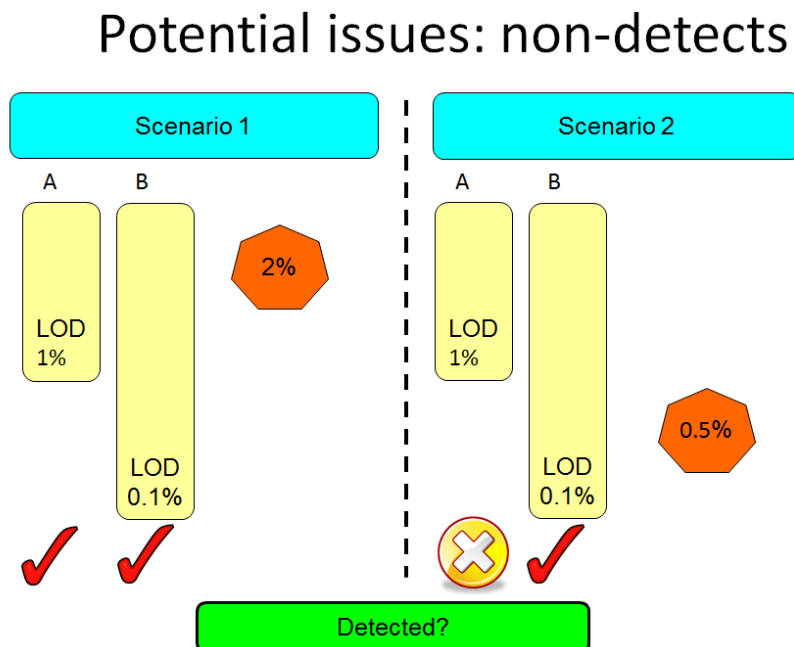 Potential issues: non-detects
Scenario 1
A
B
2%
LOD
1%
LOD
0.1%
Scenario 2
A
B
LOD
1%
0.5%
LOD
0.1%
Detected?